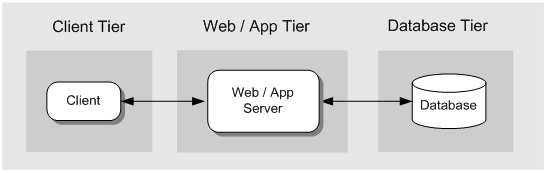 Client Tier
Web / App Tier
Database Tier
Client
Web / App
Server
Database